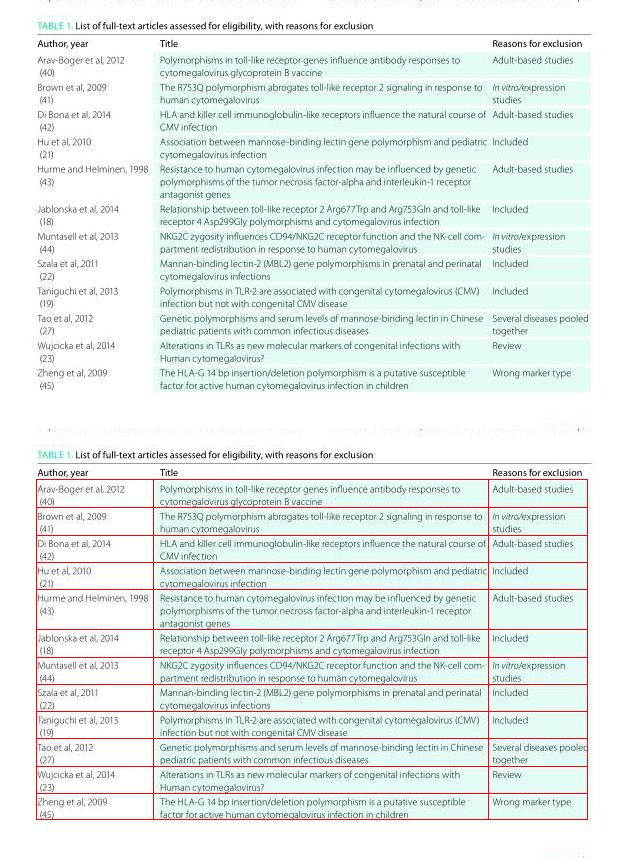 TABLE 1. List of full-text articles assessed for eligibility, with reasons for exclusion
Author, year Title Reasons for exclusion
Arav-Boger et al, 2012 Polymorphisms in toll-like receptor genes influence antibody responses to Adult-based studies
(40) cytomegalovirus glycoprotein B vaccine
Brown et al, 2009 The R753Q polymorphism abrogates toll-like receptor 2 signaling in response to In vitro/expression
(41) human cytomegalovirus studies
Di Bona et al, 2014 HLA and killer cell immunoglobulin-like receptors influence the natural course of Adult-based studies
(42) CMV infection
Hu et al, 2010 Association between mannose-binding lectin gene polymorphism and pediatric Included
(21) cytomegalovirus infection
Hurme and Helminen, 1998 Resistance to human cytomegalovirus infection may be influenced by genetic Adult-based studies
(43) polymorphisms of the tumor necrosis factor-alpha and interleukin-1 receptor
antagonist genes
Jablonska et al, 2014 Relationship between toll-like receptor 2 Arg677Trp and Arg753Gln and toll-like Included
(18) receptor 4 Asp299Gly polymorphisms and cytomegalovirus infection
Muntasell et al, 2013 NKG2C zygosity influences CD94/NKG2C receptor function and the NK-cell com- In vitro/expression
(44) partment redistribution in response to human cytomegalovirus studies
Szala et al, 2011 Mannan-binding lectin-2 (MBL2) gene polymorphisms in prenatal and perinatal Included
(22) cytomegalovirus infections
Taniguchi et al, 2013 Polymorphisms in TLR-2 are associated with congenital cytomegalovirus (CMV) Included
(19) infection but not with congenital CMV disease
Tao et al, 2012 Genetic polymorphisms and serum levels of mannose-binding lectin in Chinese Several diseases pooled
(27) pediatric patients with common infectious diseases together
Wujcicka et al, 2014 Alterations in TLRs as new molecular markers of congenital infections with Review
(23) Human cytomegalovirus?
Zheng et al, 2009 The HLA-G 14 bp insertion/deletion polymorphism is a putative susceptible Wrong marker type
(45) factor for active human cytomegalovirus infection in children
TABLE 1. List of full-text articles assessed for eligibility, with reasons for exclusion
Author, year Title Reasons for exclusion
Arav-Boger et al, 2012 Polymorphisms in toll-like receptor genes influence antibody responses to Adult-based studies
(40) cytomegalovirus glycoprotein B vaccine
Brown et al, 2009 The R753Q polymorphism abrogates toll-like receptor 2 signaling in response to In vitro/expression
(41) human cytomegalovirus studies
Di Bona et al, 2014 HLA and killer cell immunoglobulin-like receptors influence the natural course of Adult-based studies
(42) CMV infection
Hu et al, 2010 Association between mannose-binding lectin gene polymorphism and pediatric Included
(21) cytomegalovirus infection
Hurme and Helminen, 1998 Resistance to human cytomegalovirus infection may be influenced by genetic Adult-based studies
(43) polymorphisms of the tumor necrosis factor-alpha and interleukin-1 receptor
antagonist genes
Jablonska et al, 2014 Relationship between toll-like receptor 2 Arg677Trp and Arg753Gln and toll-like Included
(18) receptor 4 Asp299Gly polymorphisms and cytomegalovirus infection
Muntasell et al, 2013 NKG2C zygosity influences CD94/NKG2C receptor function and the NK-cell com- In vitro/expression
(44) partment redistribution in response to human cytomegalovirus studies
Szala et al, 2011 Mannan-binding lectin-2 (MBL2) gene polymorphisms in prenatal and perinatal Included
(22) cytomegalovirus infections
Taniguchi et al, 2013 Polymorphisms in TLR-2 are associated with congenital cytomegalovirus (CMV) Included
(19) infection but not with congenital CMV disease
Tao et al, 2012 Genetic polymorphisms and serum levels of mannose-binding lectin in Chinese Several diseases pooled
(27) pediatric patients with common infectious diseases together
Wujcicka et al, 2014 Alterations in TLRs as new molecular markers of congenital infections with Review
(23) Human cytomegalovirus?
Zheng et al, 2009 The HLA-G 14 bp insertion/deletion polymorphism is a putative susceptible Wrong marker type
(45) factor for active human cytomegalovirus infection in children